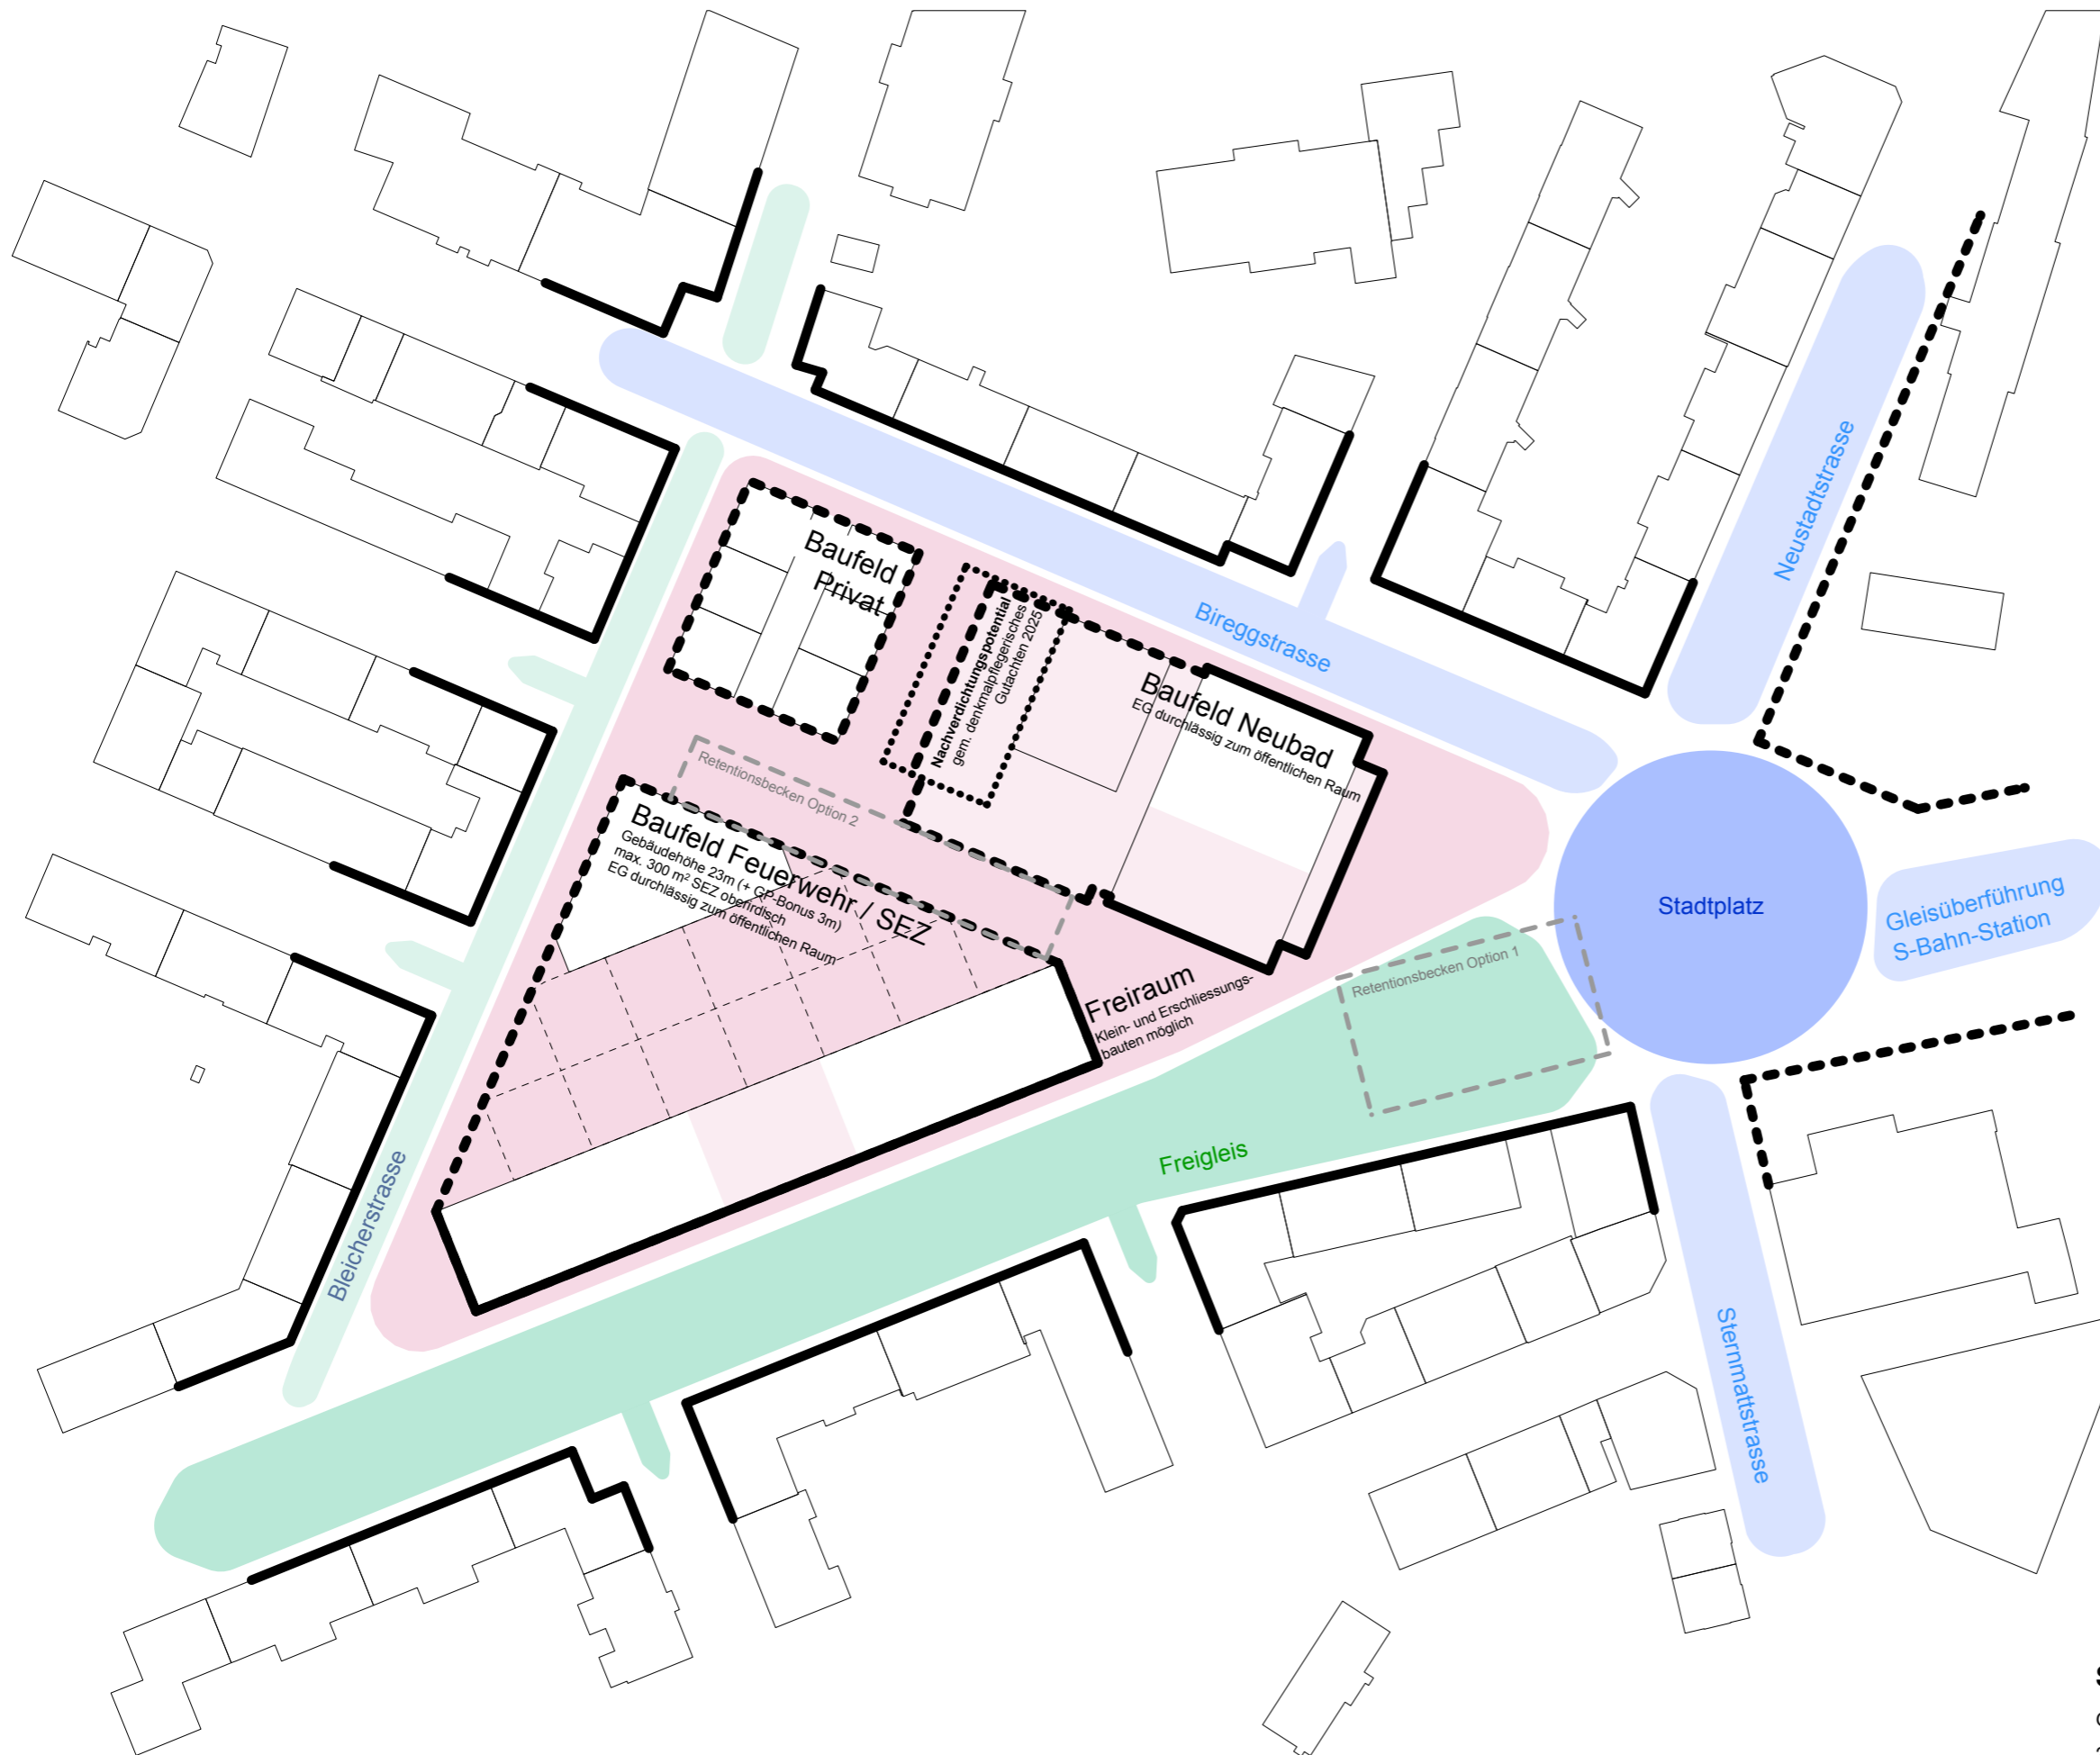 Neustadtstrasse
Baufeld
Privat
Bireggstrasse
Nachverdichtungspotential
gem. denkmalpflegerisches
Gutachten 2025
Baufeld Neubad
EG durchlässig zum öffentlichen Raum
Retentionsbecken Option 2
Baufeld Feuerwehr / SEZ
Gebäudehöhe 23m (+ GP-Bonus 3m)
max. 300 m² SEZ oberirdisch
EG durchlässig zum öffentlichen Raum
Stadtplatz
Gleisüberführung
S-Bahn-Station
Retentionsbecken Option 1
Freiraum
Klein- und Erschliessungs-
bauten möglich
Freigleis
Bleicherstrasse
Sternmattstrasse